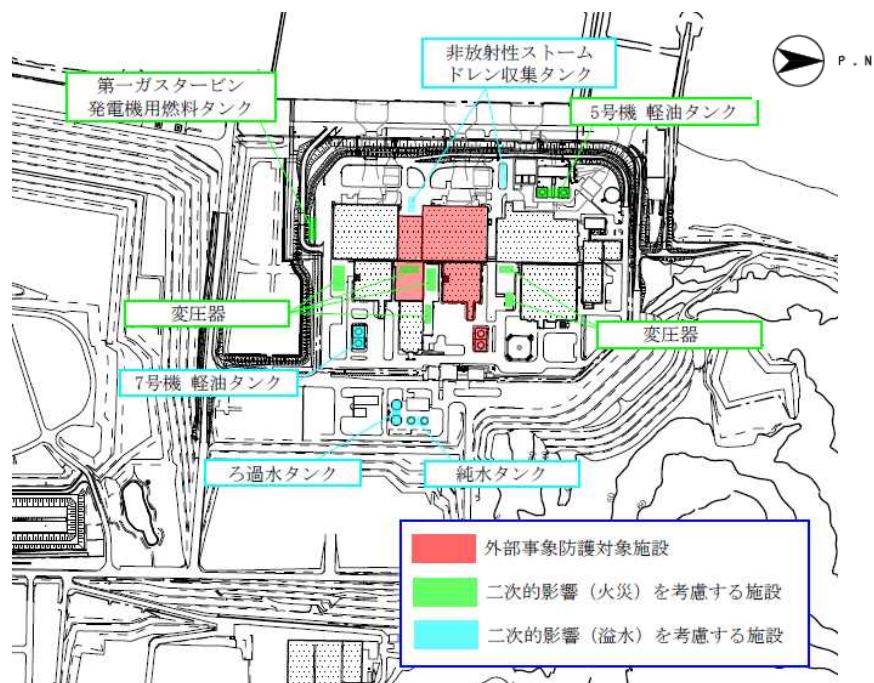 非放射性ストーム
ドレン収集タンク
P.N
第一ガスタービン
発電機用燃料タンク
5号機 軽油タンク
変圧器
変圧器
7号機 軽油タンク
ろ過水タンク
純水タンク
外部事象防護対象施設
二次的影響（火災）を考慮する施設
二次的影響（溢水）を考慮する施設